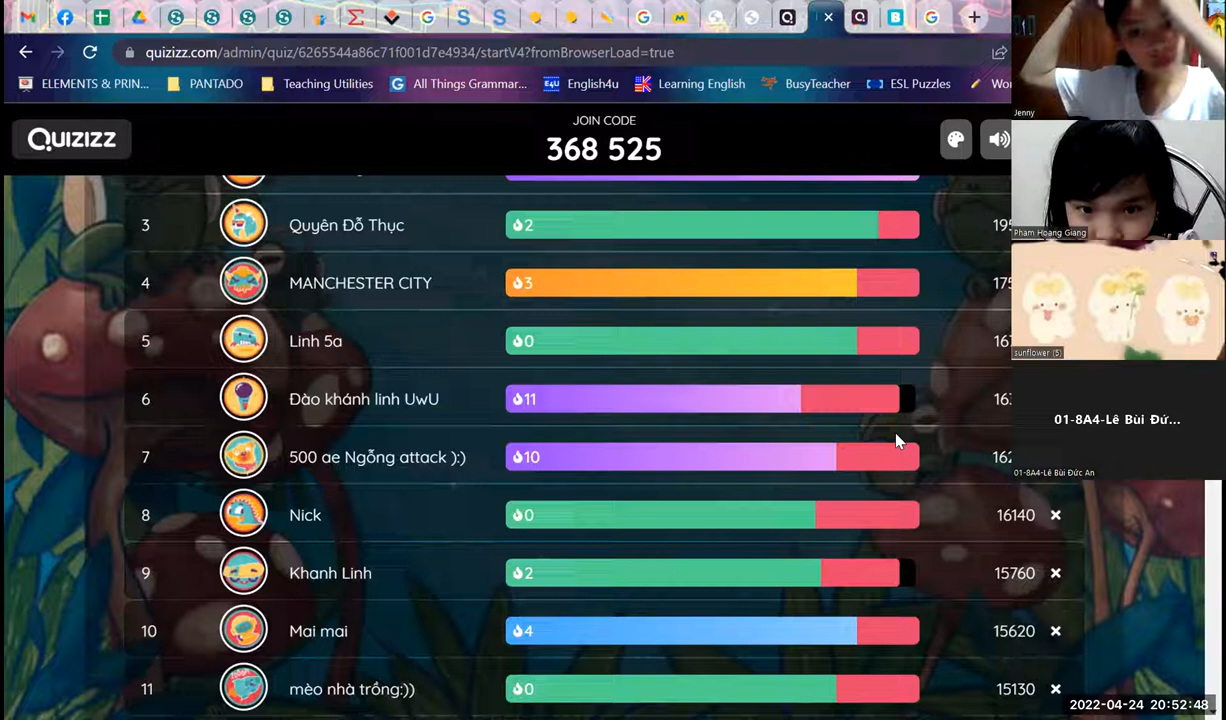 quizizz.com/admin/quiz/6265544a86c71f001d7e4934/startV4?fromBrowserLoad=true
ELEMENTS & PRIN... PANTADO Teaching Utilities All Things Grammar... English4u Learning English BusyTeacher ESL Puzzles
Quizizz
JOIN CODE
368 525
3 Quyên Đỗ Thục 2
4 MANCHESTER CITY 3
5 Linh 5a 0
6 Đào khánh linh UwU 11
7 500 ae Ngỗng attack ):) 10
8 Nick 0 16140 ×
9 Khanh Linh 2 15760 ×
10 Mai mai 4 15620 ×
11 mèo nhà trồng:)) 0 15130 ×
Jenny
Pham Hoang Giang
sunflower (5)
01-8A4-Lê Bùi Đứ...
01-8A4-Lê Bùi Đức An
2022-04-24 20:52:48